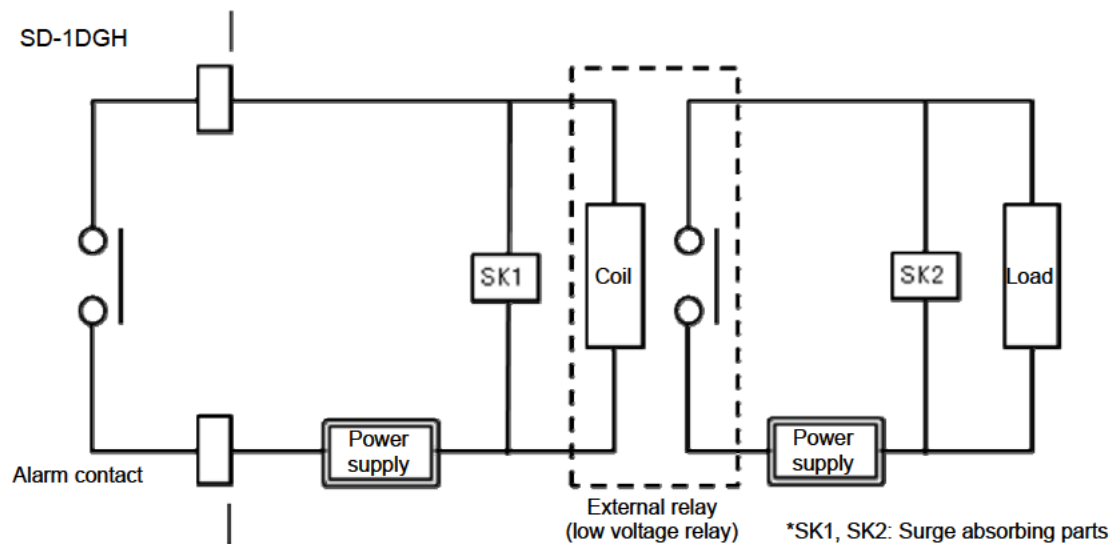 SD-1DGH
SK1
Coil
SK2
Load
Power
supply
Power
supply
Alarm contact
External relay
(low voltage relay)
*SK1, SK2: Surge absorbing parts